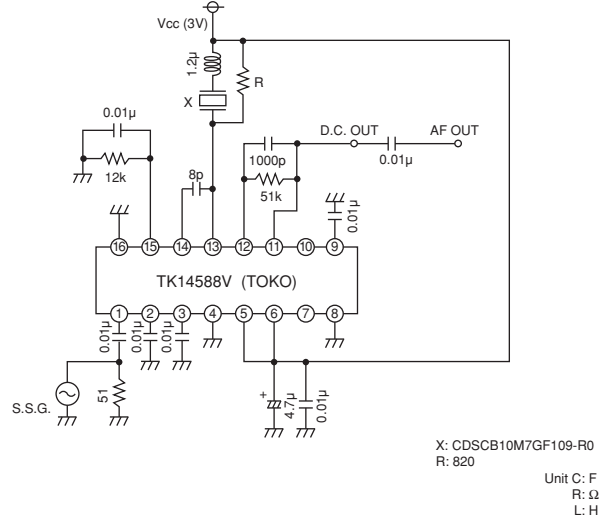 Vcc (3V)
1.2µ
R
X
0.01µ
12k
8p
1000p
51k
D.C. OUT
0.01µ
AF OUT
0.01µ
16 15 14 13 12 11 10 9
TK14588V (TOKO)
1 2 3 4 5 6 7 8
0.01µ
0.01µ
0.01µ
S.S.G.
51
+
4.7µ
0.01µ
X: CDSCB10M7GF109-R0
R: 820
Unit C: F
R: Ω
L: H